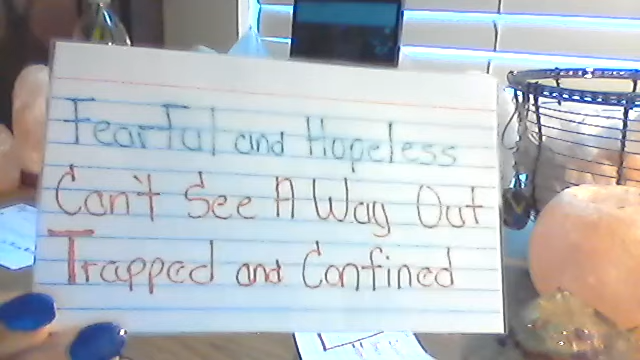 Fearful and Hopeless
Can't See A Way Out
Trapped and Confined